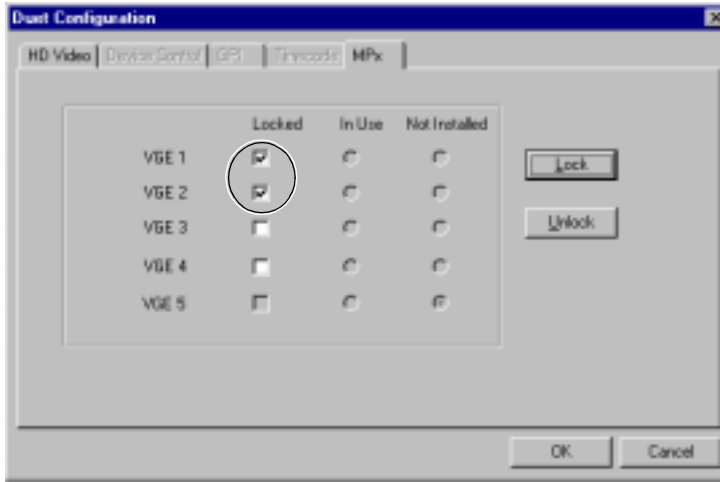 Duet Configuration
HD Video Device Control GPI Timecode MPx
Locked In Use Not Installed
VGE 1
VGE 2
VGE 3
VGE 4
VGE 5
Lock
Unlock
OK Cancel